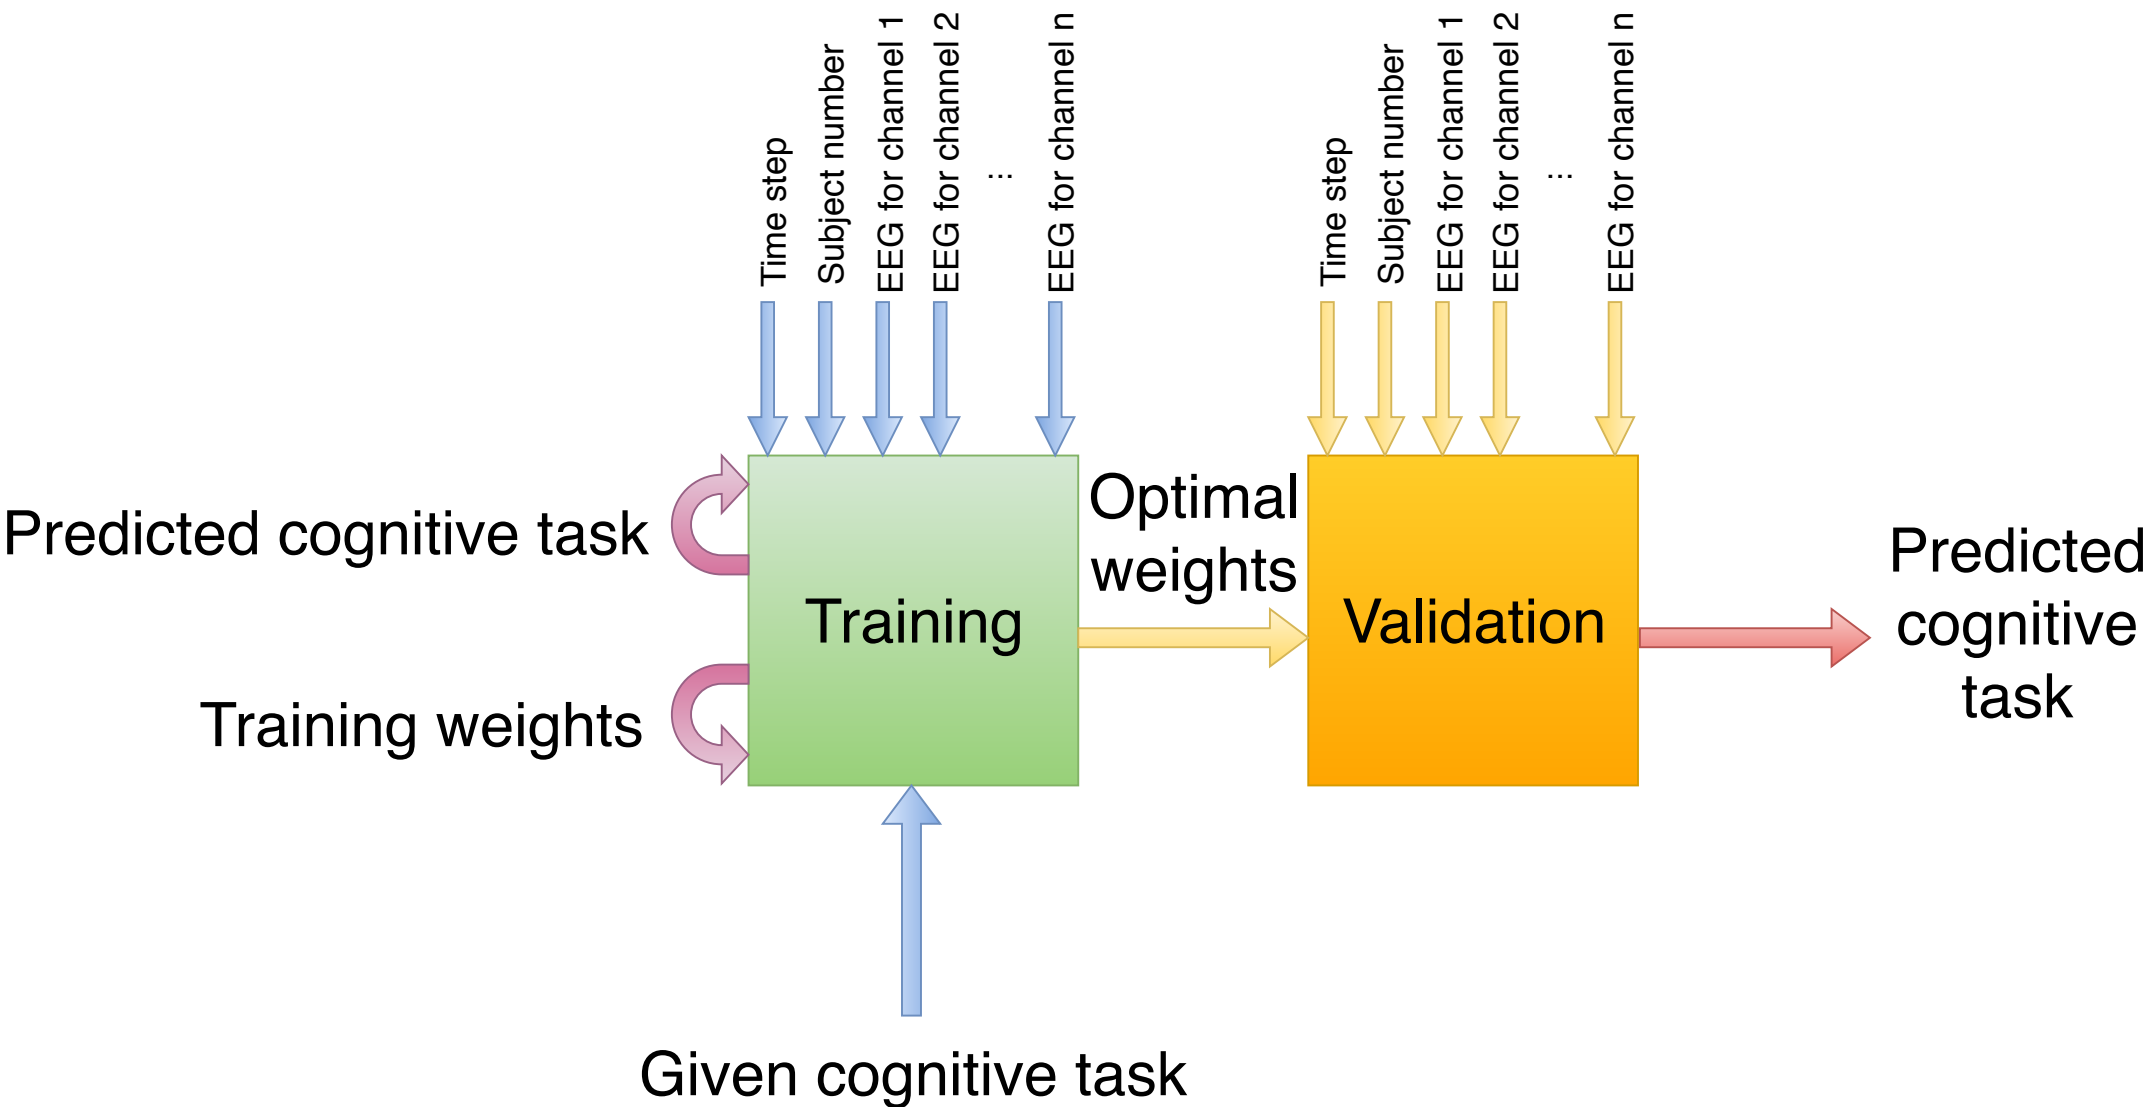 Time step
Subject number
EEG for channel 1
EEG for channel 2
...
EEG for channel n
Time step
Subject number
EEG for channel 1
EEG for channel 2
...
EEG for channel n
Predicted cognitive task
Training weights
Training
Optimal
weights
Validation
Predicted
cognitive
task
Given cognitive task